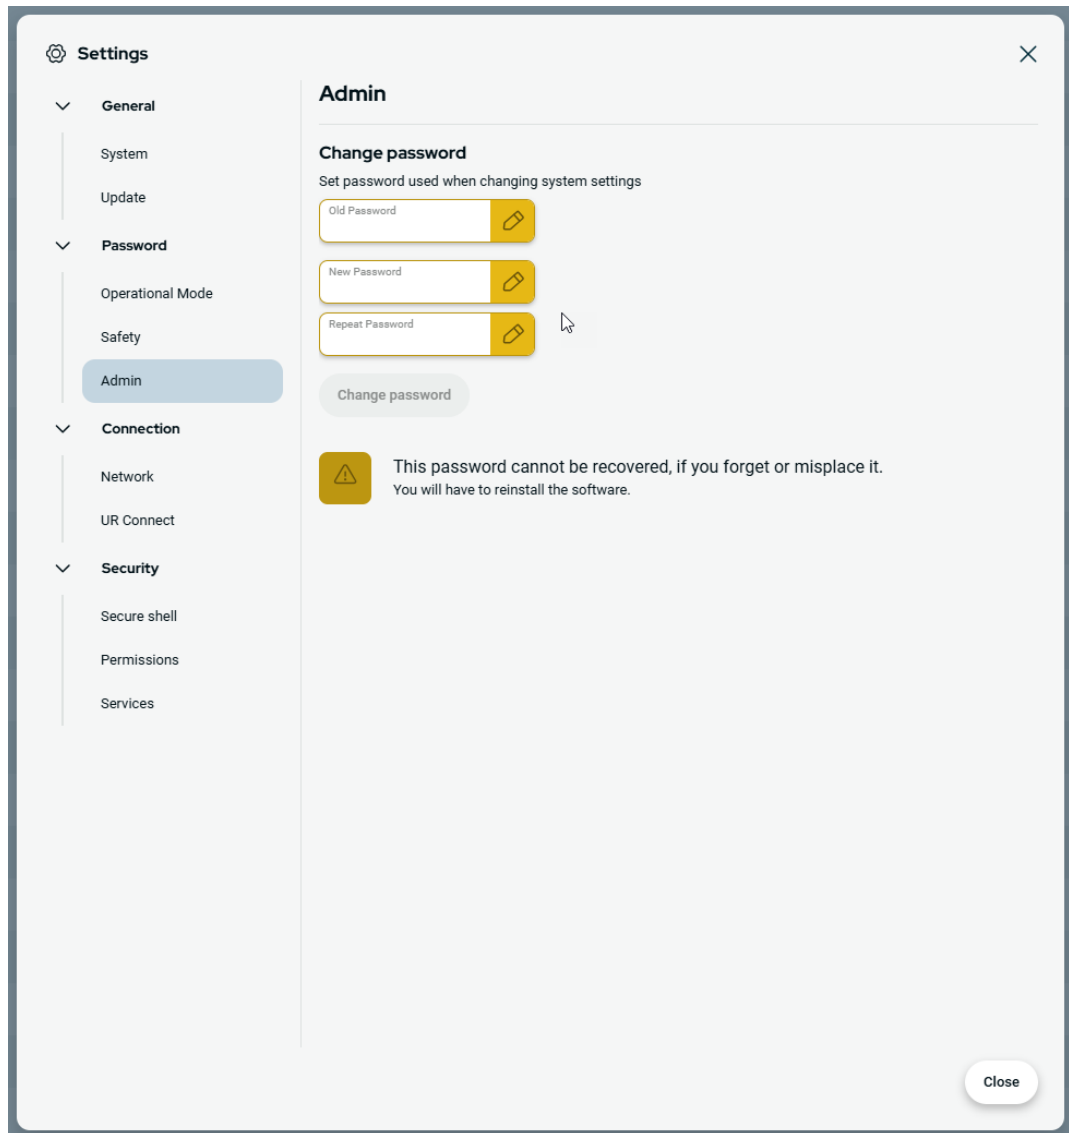 Settings
General
System
Update
Password
Operational Mode
Safety
Admin
Connection
Network
UR Connect
Security
Secure shell
Permissions
Services
Admin
Change password
Set password used when changing system settings
Old Password
New Password
Repeat Password
Change password
This password cannot be recovered, if you forget or misplace it.
You will have to reinstall the software.
Close